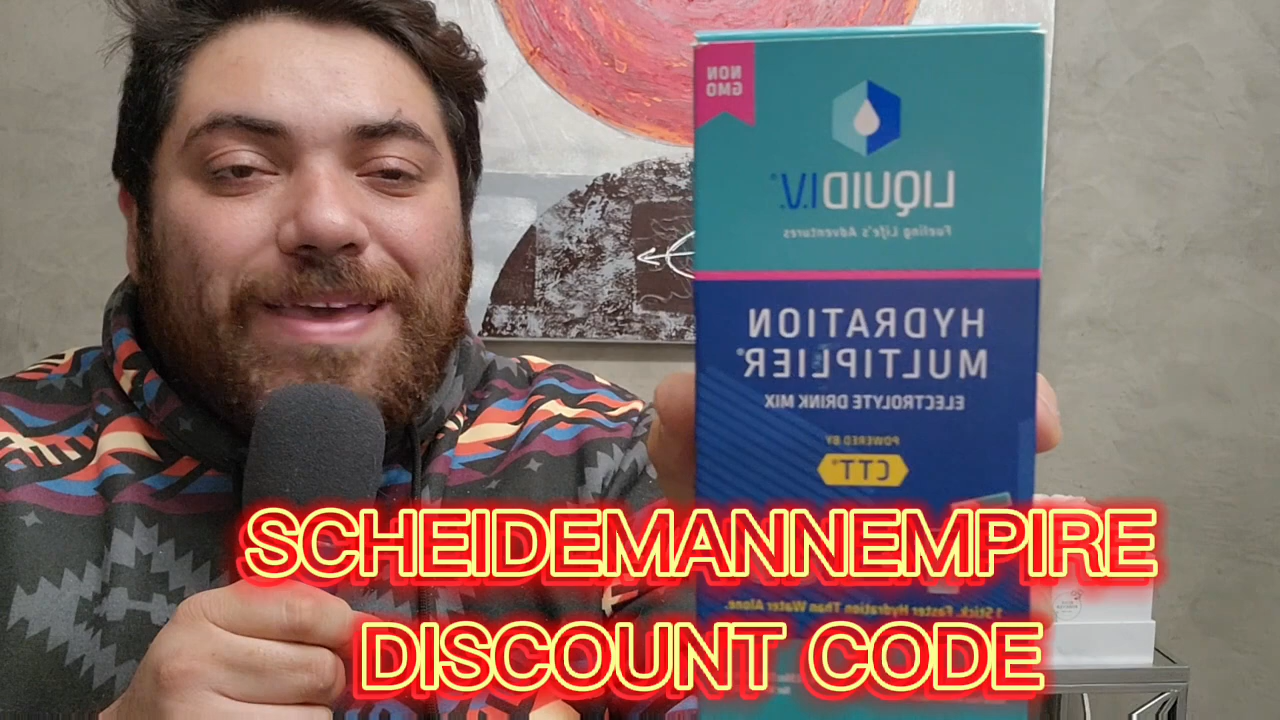 NON
GMO
LIQUID I.V.
Fueling Life's Adventures
HYDRATION
MULTIPLIER®
ELECTROLYTE DRINK MIX
POWERED BY
CTT®
1 Stick. Faster Hydration Than Water Alone.
SCHEIDEMANNEMPIRE
DISCOUNT CODE